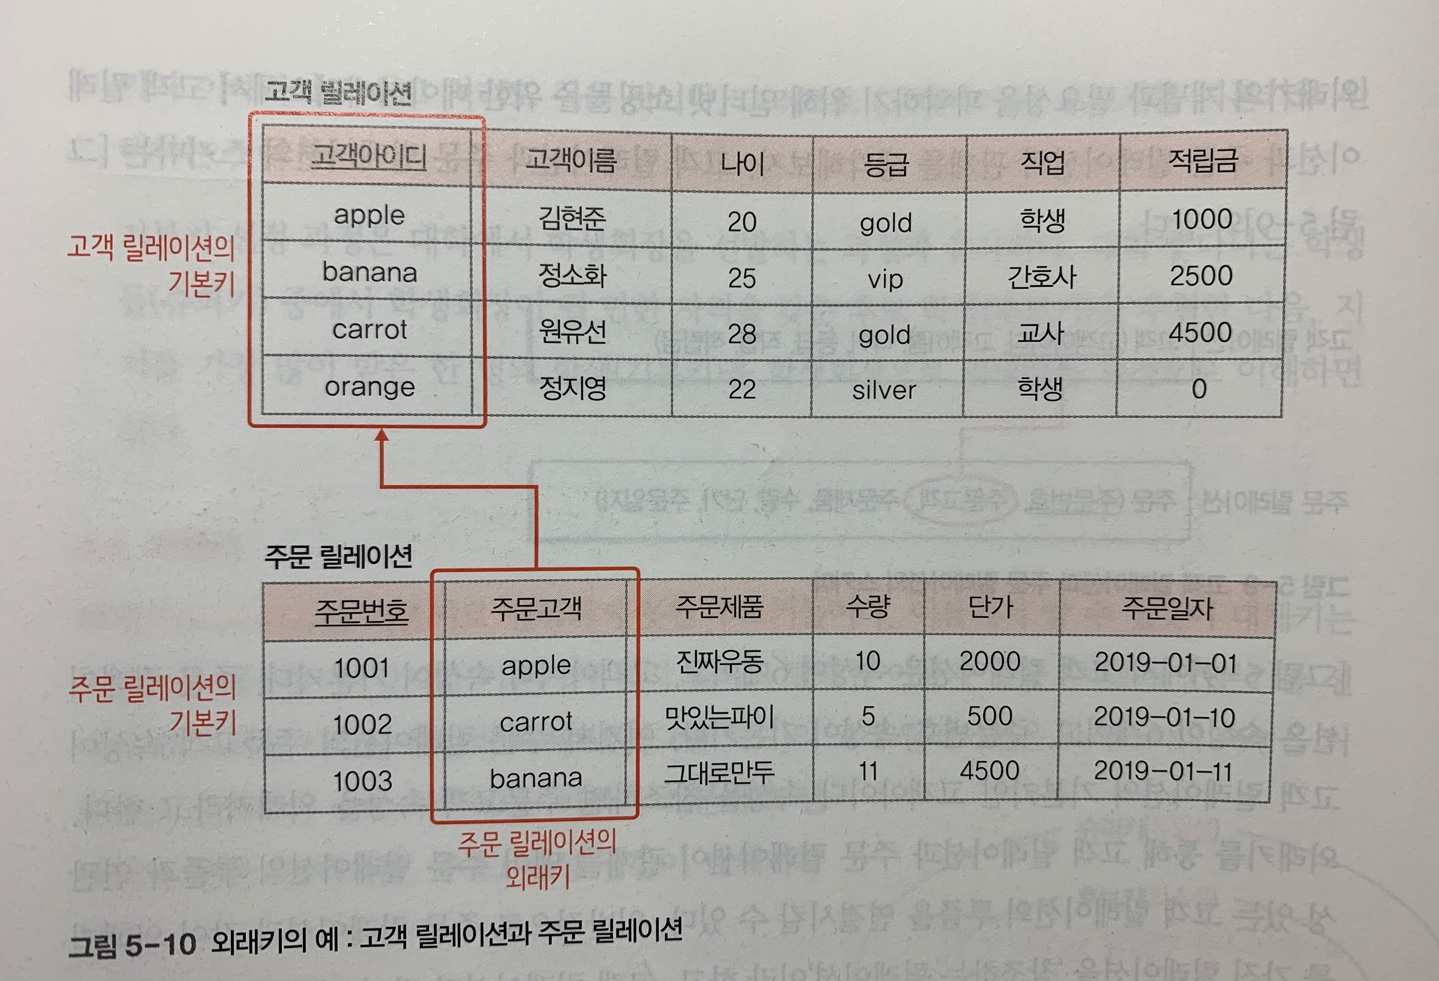 고객 릴레이션
고객아이디 고객이름 나이 등급 직업 적립금
apple 김현준 20 gold 학생 1000
고객 릴레이션의
기본키
banana 정소화 25 vip 간호사 2500
carrot 원유선 28 gold 교사 4500
orange 정지영 22 silver 학생 0
주문 릴레이션
주문번호 주문고객 주문제품 수량 단가 주문일자
1001 apple 진짜우동 10 2000 2019-01-01
주문 릴레이션의
기본키
1002 carrot 맛있는파이 5 500 2019-01-10
1003 banana 그대로만두 11 4500 2019-01-11
주문 릴레이션의
외래키
그림 5-10 외래키의 예 : 고객 릴레이션과 주문 릴레이션